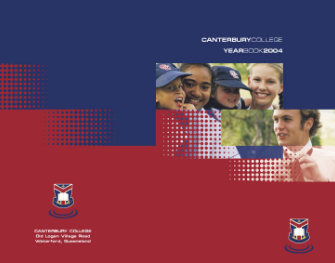 CANTERBURYCOLLEGE
YEARBOOK2004
CANTERBURY COLLEGE
Old Logan Village Road
Waterford, Queensland